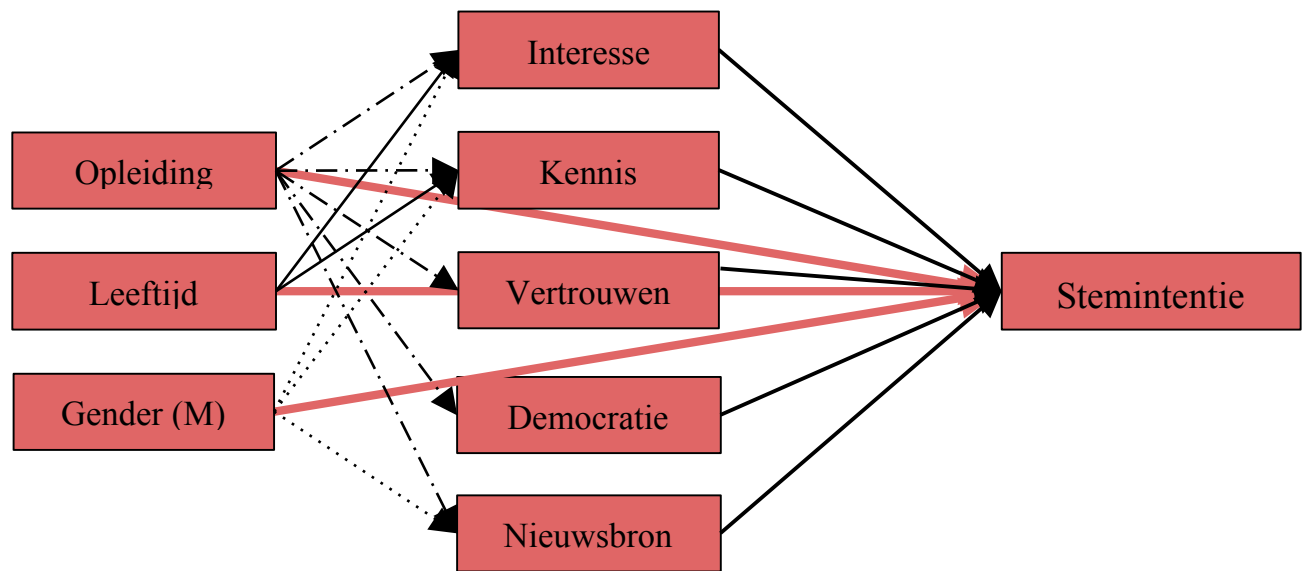 Interesse
Opleiding
Kennis
Leeftijd
Vertrouwen
Stemintentie
Gender (M)
Democratie
Nieuwsbron